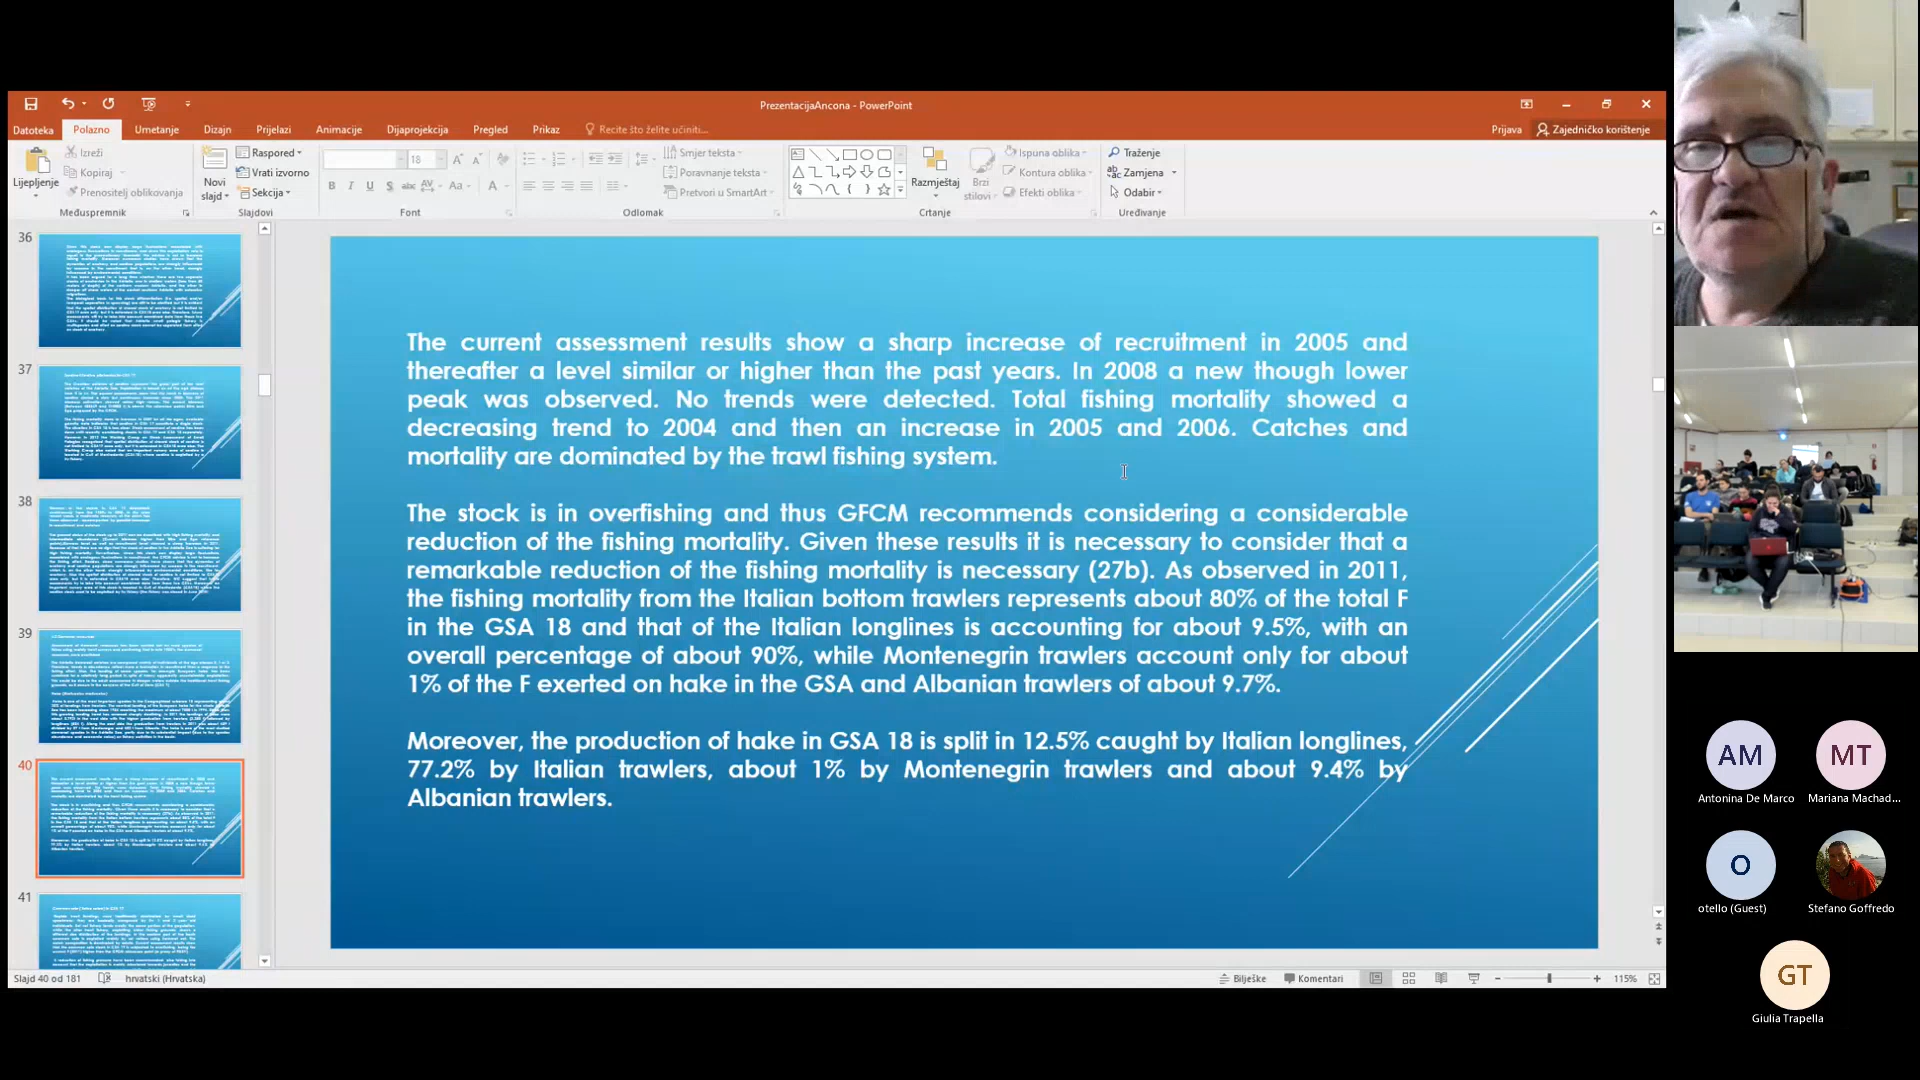 PrezentacijaAncona - PowerPoint
Datoteka Polazno Umetanje Dizajn Prijelazi Animacije Dijaprojekcija Pregled Prikaz Recite što želite učiniti... Prijava Zajedničko korištenje
Lijepljenje
Izreži
Kopiraj
Prenositelj oblikovanja
Međuspremnik
Novi slajd
Raspored
Vrati izvorno
Sekcija
Slajdovi
18
B I U S abc AV Aa A
Font
Smjer teksta
Poravnanje teksta
Pretvori u SmartArt
Odlomak
Razmještaj
Brzi stilovi
Ispuna oblika
Kontura oblika
Efekti oblika
Crtanje
Traženje
Zamjena
Odabir
Uređivanje
36
37
38
39
40
41
The current assessment results show a sharp increase of recruitment in 2005 and
thereafter a level similar or higher than the past years. In 2008 a new though lower
peak was observed. No trends were detected. Total fishing mortality showed a
decreasing trend to 2004 and then an increase in 2005 and 2006. Catches and
mortality are dominated by the trawl fishing system.
The stock is in overfishing and thus GFCM recommends considering a considerable
reduction of the fishing mortality. Given these results it is necessary to consider that a
remarkable reduction of the fishing mortality is necessary (27b). As observed in 2011,
the fishing mortality from the Italian bottom trawlers represents about 80% of the total F
in the GSA 18 and that of the Italian longlines is accounting for about 9.5%, with an
overall percentage of about 90%, while Montenegrin trawlers account only for about
1% of the F exerted on hake in the GSA and Albanian trawlers of about 9.7%.
Moreover, the production of hake in GSA 18 is split in 12.5% caught by Italian longlines,
77.2% by Italian trawlers, about 1% by Montenegrin trawlers and about 9.4% by
Albanian trawlers.
Slajd 40 od 181 hrvatski (Hrvatska) Bilješke Komentari 115%
AM
Antonina De Marco
MT
Mariana Machad...
O
otello (Guest)
Stefano Goffredo
GT
Giulia Trapella